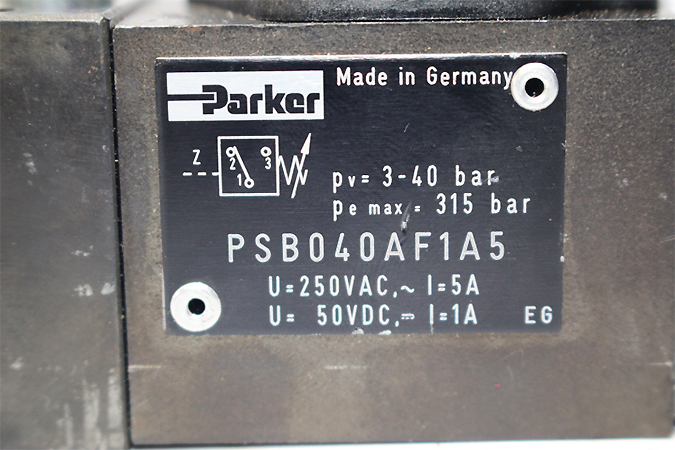 Parker
Made in Germany
Z
2
3
1
pv= 3-40 bar
pe max = 315 bar
PSB040AF1A5
U=250VAC,~ I=5A
U= 50VDC,⎓ I=1A
EG